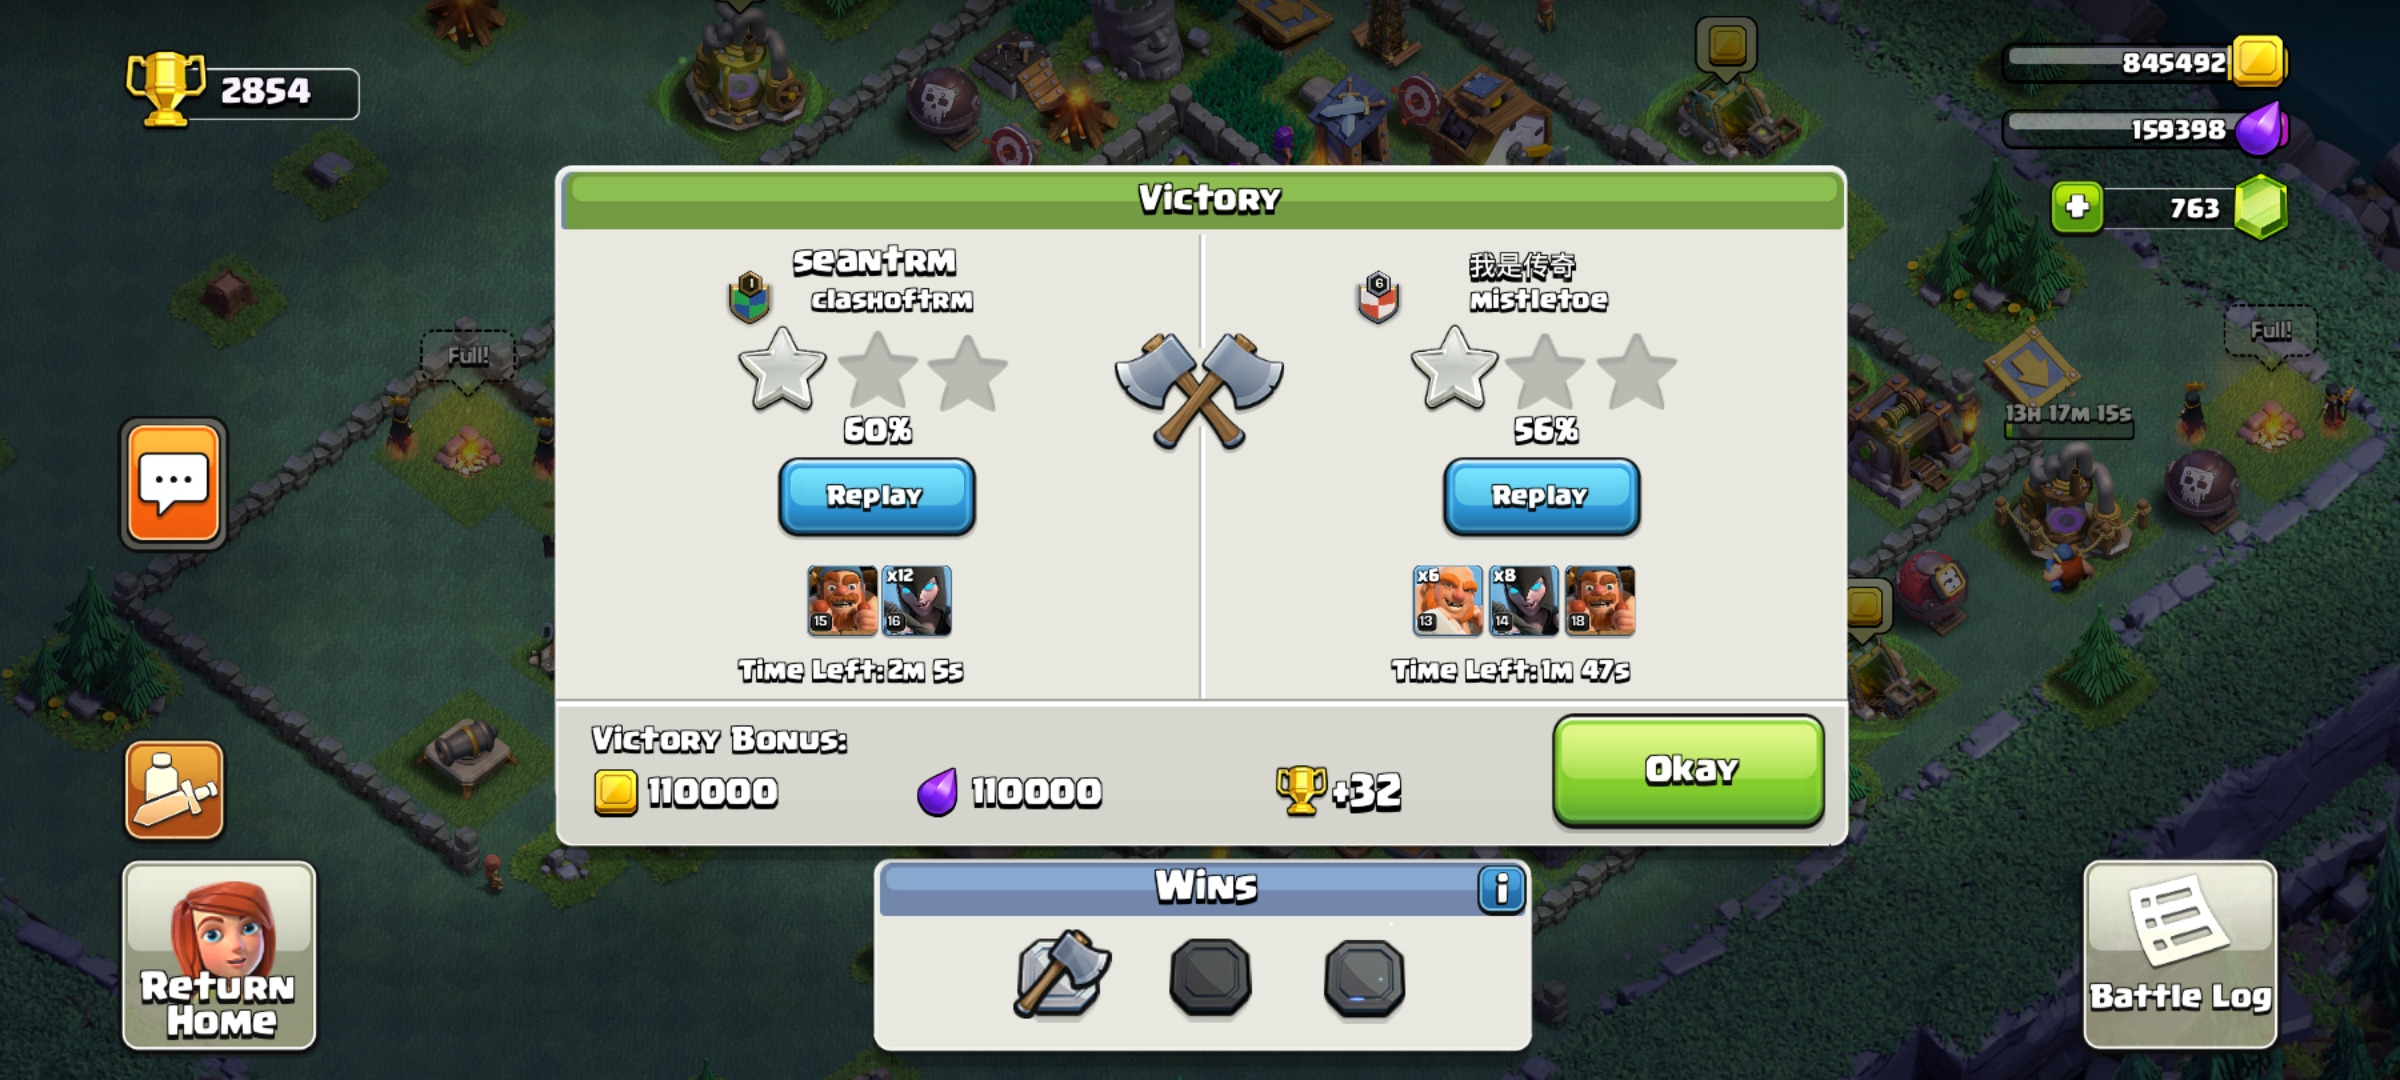 2854
845492
159398
763
Victory
seantrm
clashoftrm
1
我是传奇
mistletoe
6
60%
56%
Replay
Replay
15
x12
16
x6
13
x8
14
18
Time Left:2m 5s
Time Left:1m 47s
Full!
Full!
13H 17M 15s
Victory Bonus:
110000
110000
+32
Okay
Wins
i
Return
Home
Battle Log